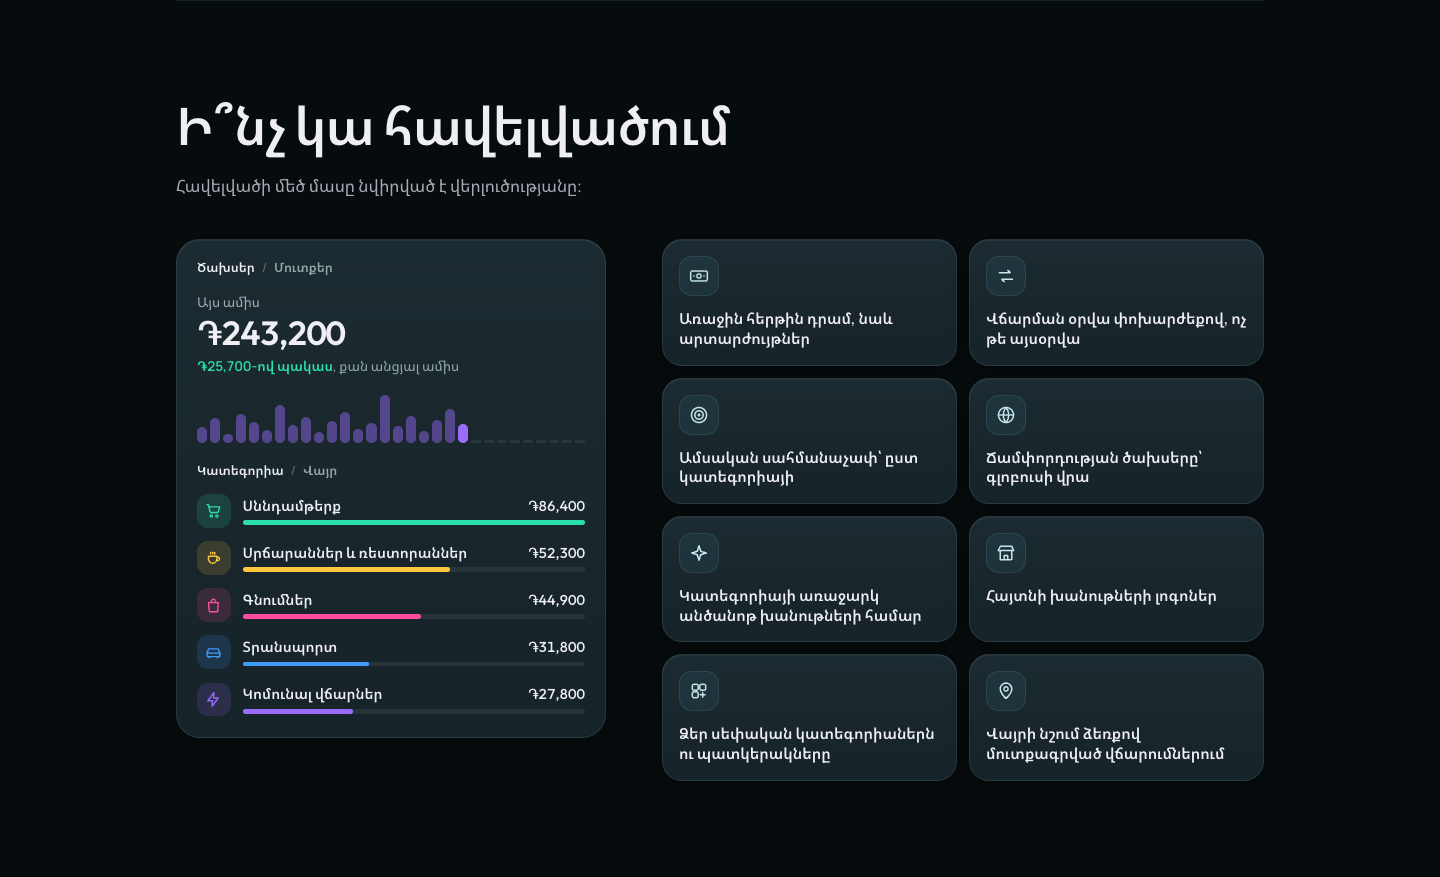 Ի՞նչ կա հավելվածում
Հավելվածի մեծ մասը նվիրված է վերլուծությանը։
Ծախսեր / Մուտքեր
Այս ամիս
֏243,200
֏25,700-ով պակաս, քան անցյալ ամիս
Կատեգորիա / Վայր
Սննդամթերք ֏86,400
Սրճարաններ և ռեստորաններ ֏52,300
Գնումներ ֏44,900
Տրանսպորտ ֏31,800
Կոմունալ վճարներ ֏27,800
Առաջին հերթին դրամ, նաև
արտարժույթներ
Վճարման օրվա փոխարժեքով, ոչ
թե այսօրվա
Ամսական սահմանաչափ՝ ըստ
կատեգորիայի
Ճամփորդության ծախսերը՝
գլոբուսի վրա
Կատեգորիայի առաջարկ
անծանոթ խանութների համար
Հայտնի խանութների լոգոներ
Ձեր սեփական կատեգորիաներն
ու պատկերակները
Վայրի նշում ձեռքով
մուտքագրված վճարումներում